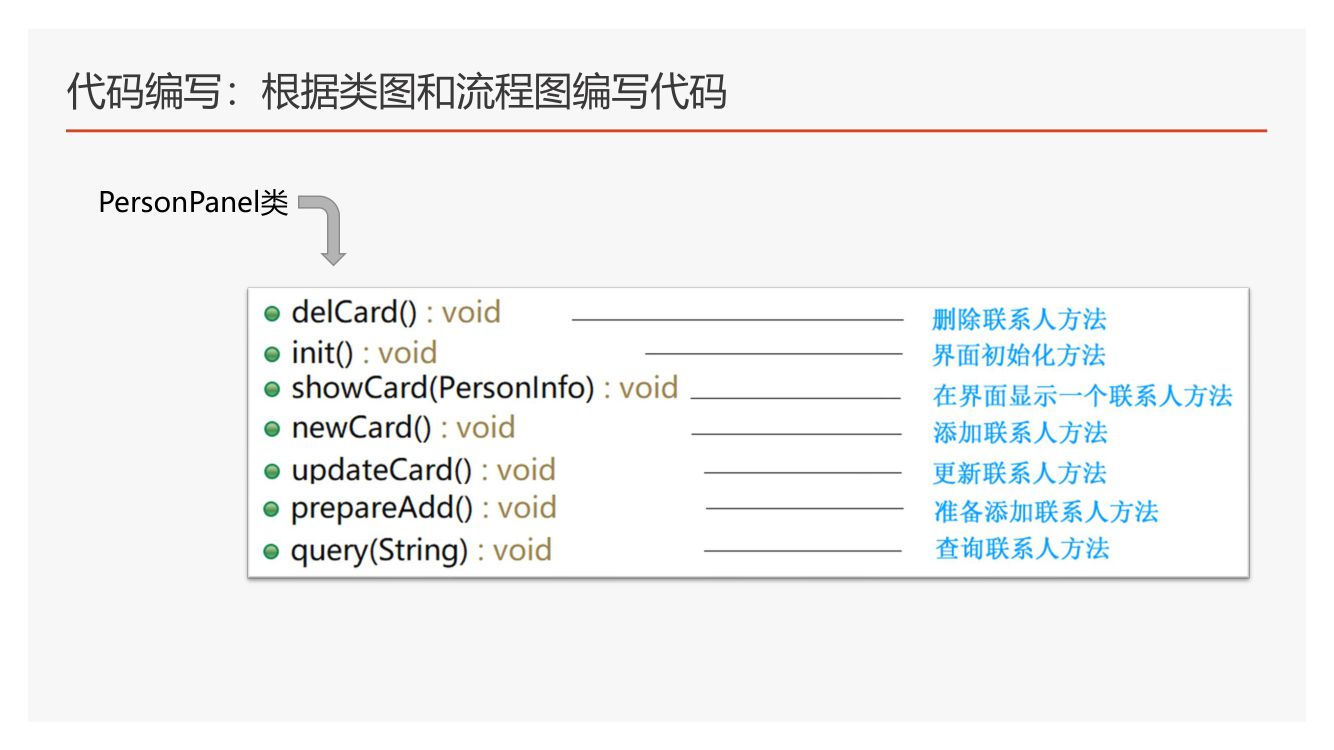 代码编写：根据类图和流程图编写代码
PersonPanel类
delCard() : void 删除联系人方法
init() : void 界面初始化方法
showCard(PersonInfo) : void 在界面显示一个联系人方法
newCard() : void 添加联系人方法
updateCard() : void 更新联系人方法
prepareAdd() : void 准备添加联系人方法
query(String) : void 查询联系人方法